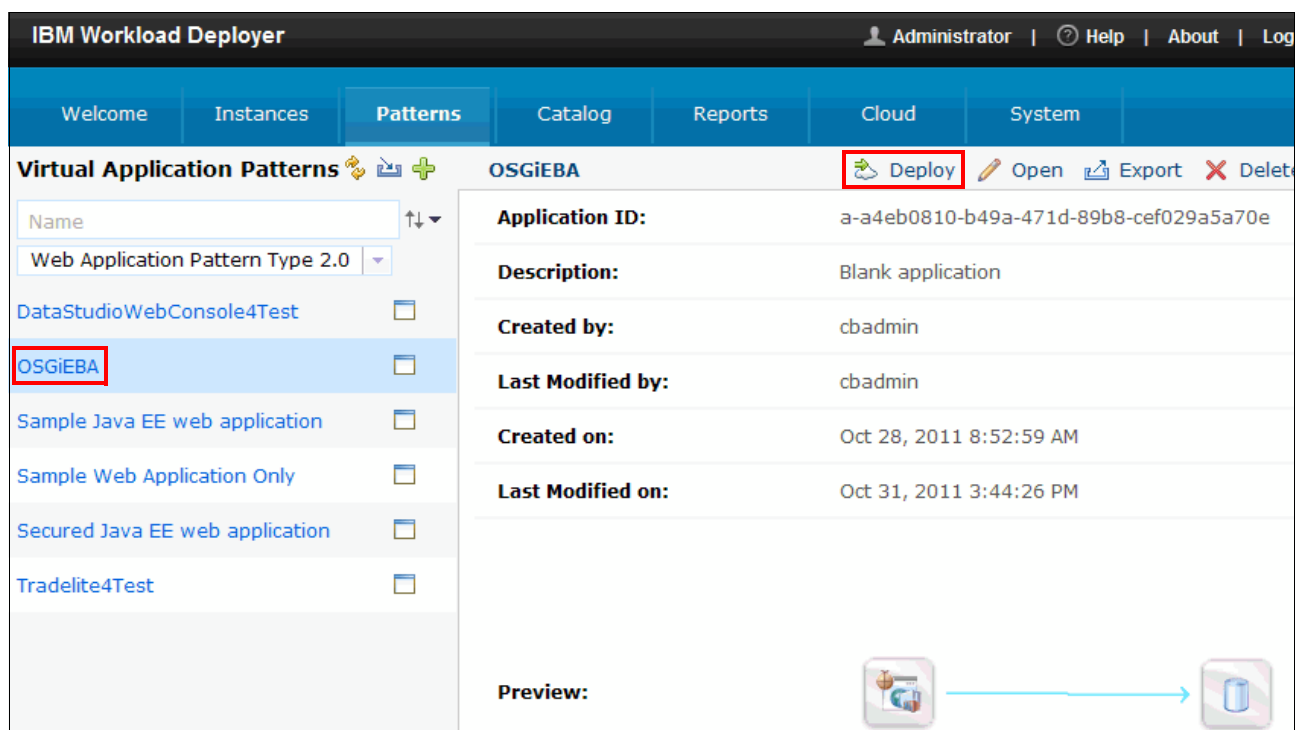 IBM Workload Deployer
Administrator | Help | About | Log
Welcome Instances Patterns Catalog Reports Cloud System
Virtual Application Patterns
Name
Web Application Pattern Type 2.0
DataStudioWebConsole4Test
OSGiEBA
Sample Java EE web application
Sample Web Application Only
Secured Java EE web application
Tradelite4Test
OSGiEBA Deploy Open Export Delete
Application ID: a-a4eb0810-b49a-471d-89b8-cef029a5a70e
Description: Blank application
Created by: cbadmin
Last Modified by: cbadmin
Created on: Oct 28, 2011 8:52:59 AM
Last Modified on: Oct 31, 2011 3:44:26 PM
Preview: